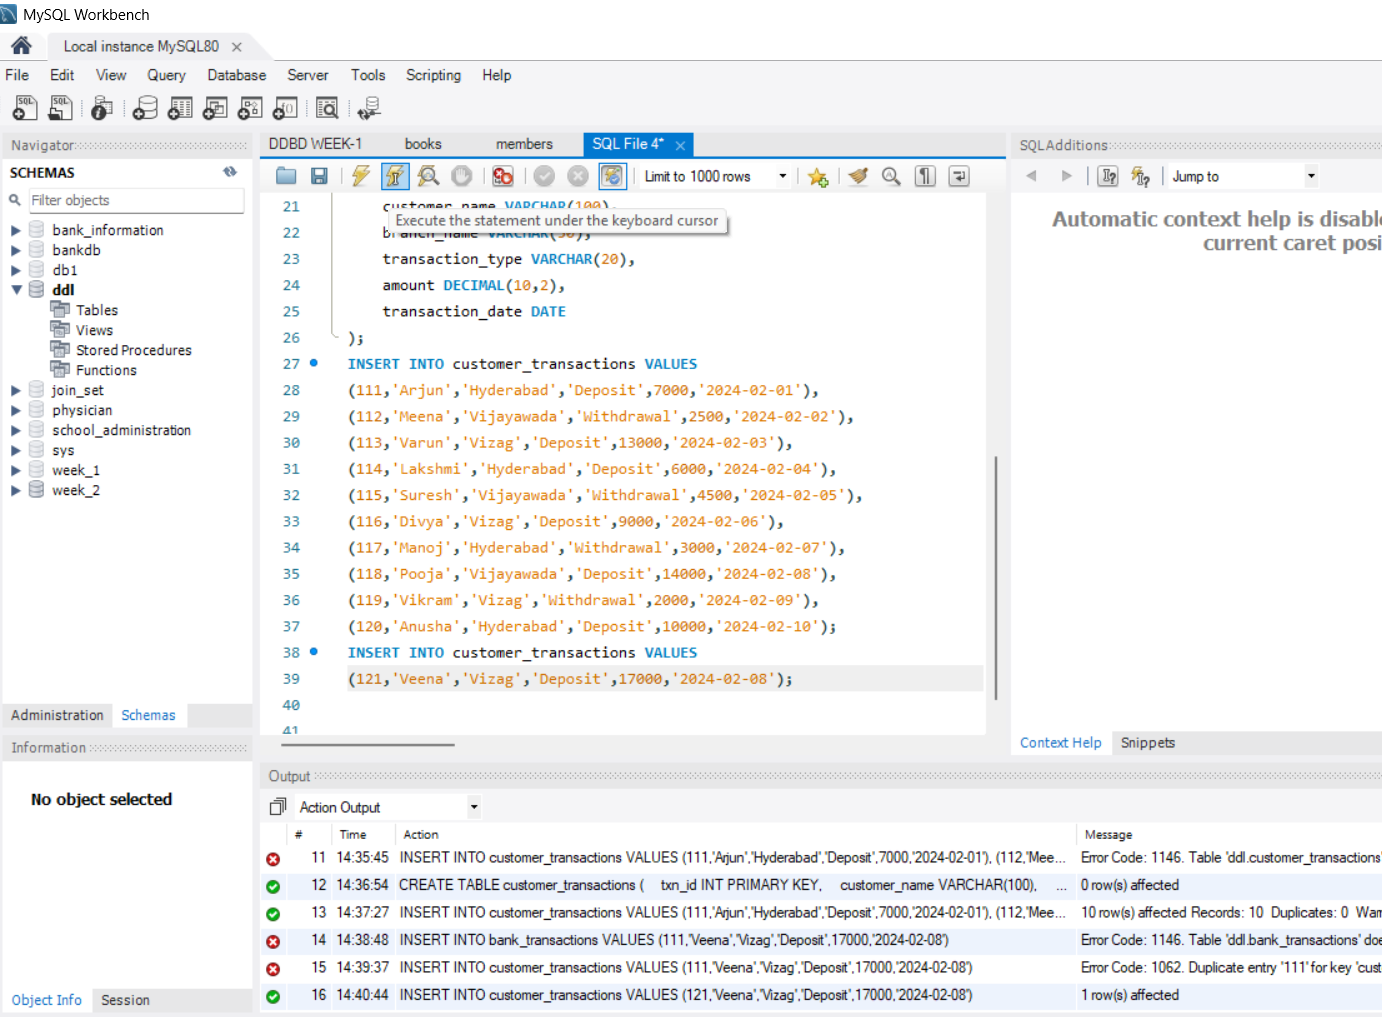 MySQL Workbench
Local instance MySQL80
File Edit View Query Database Server Tools Scripting Help
Navigator
SCHEMAS
Filter objects
bank_information
bankdb
db1
ddl
Tables
Views
Stored Procedures
Functions
join_set
physician
school_administration
sys
week_1
week_2
Administration Schemas
Information
No object selected
Object Info Session
DDBD WEEK-1 books members SQL File 4*
Limit to 1000 rows
Execute the statement under the keyboard cursor
21 customer_name VARCHAR(100),
22 branch_name VARCHAR(50),
23 transaction_type VARCHAR(20),
24 amount DECIMAL(10,2),
25 transaction_date DATE
26 );
27 INSERT INTO customer_transactions VALUES
28 (111,'Arjun','Hyderabad','Deposit',7000,'2024-02-01'),
29 (112,'Meena','Vijayawada','Withdrawal',2500,'2024-02-02'),
30 (113,'Varun','Vizag','Deposit',13000,'2024-02-03'),
31 (114,'Lakshmi','Hyderabad','Deposit',6000,'2024-02-04'),
32 (115,'Suresh','Vijayawada','Withdrawal',4500,'2024-02-05'),
33 (116,'Divya','Vizag','Deposit',9000,'2024-02-06'),
34 (117,'Manoj','Hyderabad','Withdrawal',3000,'2024-02-07'),
35 (118,'Pooja','Vijayawada','Deposit',14000,'2024-02-08'),
36 (119,'Vikram','Vizag','Withdrawal',2000,'2024-02-09'),
37 (120,'Anusha','Hyderabad','Deposit',10000,'2024-02-10');
38 INSERT INTO customer_transactions VALUES
39 (121,'Veena','Vizag','Deposit',17000,'2024-02-08');
40
41
SQLAdditions
Jump to
Automatic context help is disable
current caret posi
Context Help Snippets
Output
Action Output
# Time Action Message
11 14:35:45 INSERT INTO customer_transactions VALUES (111,'Arjun','Hyderabad','Deposit',7000,'2024-02-01'), (112,'Mee... Error Code: 1146. Table 'ddl.customer_transactions'
12 14:36:54 CREATE TABLE customer_transactions ( txn_id INT PRIMARY KEY, customer_name VARCHAR(100), ... 0 row(s) affected
13 14:37:27 INSERT INTO customer_transactions VALUES (111,'Arjun','Hyderabad','Deposit',7000,'2024-02-01'), (112,'Mee... 10 row(s) affected Records: 10 Duplicates: 0 War
14 14:38:48 INSERT INTO bank_transactions VALUES (111,'Veena','Vizag','Deposit',17000,'2024-02-08') Error Code: 1146. Table 'ddl.bank_transactions' doe
15 14:39:37 INSERT INTO customer_transactions VALUES (111,'Veena','Vizag','Deposit',17000,'2024-02-08') Error Code: 1062. Duplicate entry '111' for key 'cust
16 14:40:44 INSERT INTO customer_transactions VALUES (121,'Veena','Vizag','Deposit',17000,'2024-02-08') 1 row(s) affected